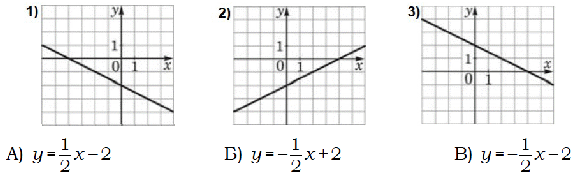 1) 2) 3)
y y y
1 1 1
0 1 x 0 1 x 0 1 x
А) y = 1/2 x − 2 Б) y = − 1/2 x + 2 В) y = − 1/2 x − 2